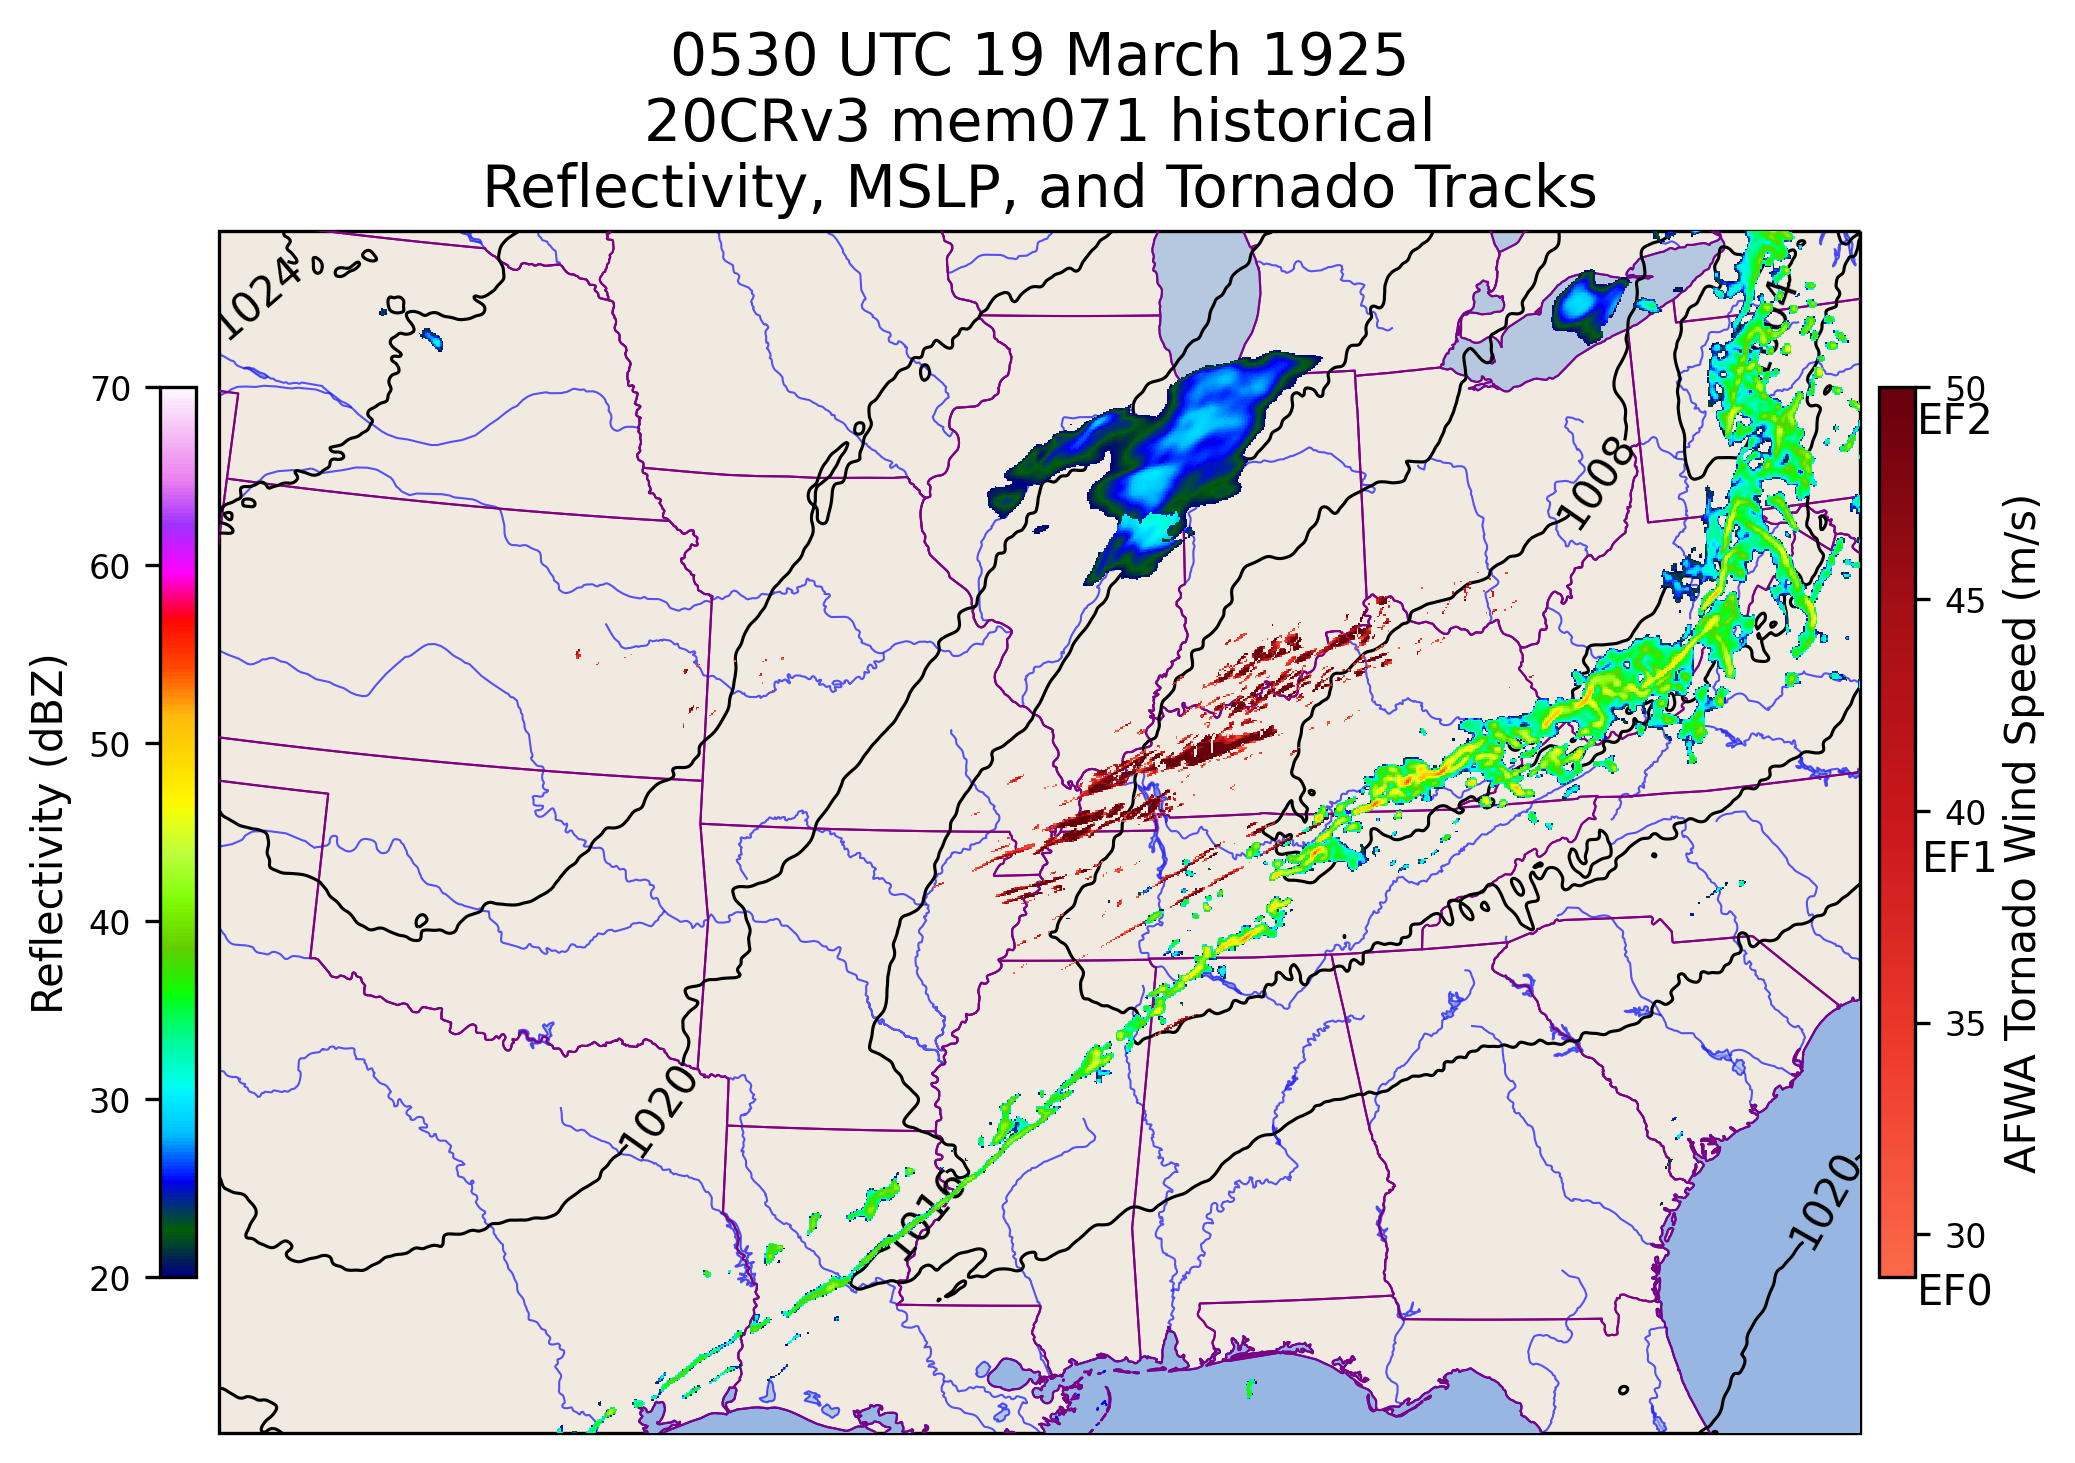 0530 UTC 19 March 1925
20CRv3 mem071 historical
Reflectivity, MSLP, and Tornado Tracks
1024
1008
1020
1016
1020
70
60
50
40
30
20
Reflectivity (dBZ)
50
EF2
45
40
EF1
35
30
EF0
AFWA Tornado Wind Speed (m/s)